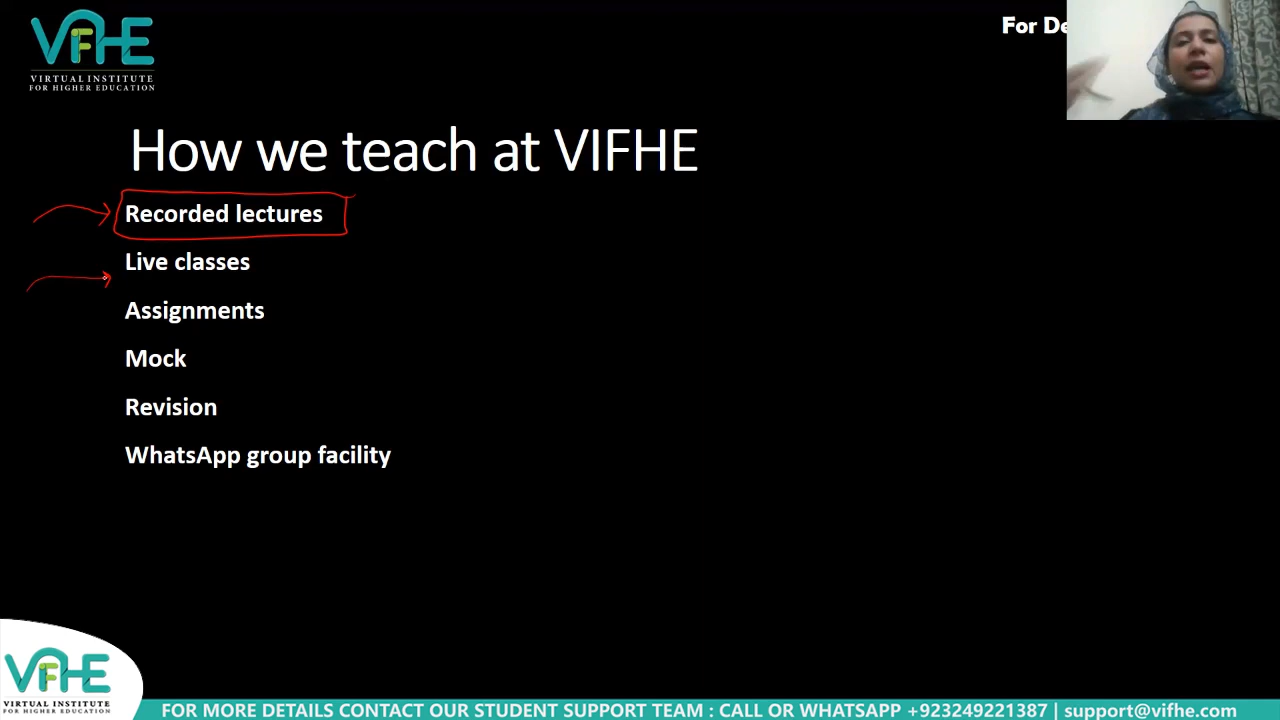 VIFHE
VIRTUAL INSTITUTE
FOR HIGHER EDUCATION
For De
How we teach at VIFHE
Recorded lectures
Live classes
Assignments
Mock
Revision
WhatsApp group facility
VIFHE
VIRTUAL INSTITUTE
FOR HIGHER EDUCATION
FOR MORE DETAILS CONTACT OUR STUDENT SUPPORT TEAM : CALL OR WHATSAPP +923249221387 | support@vifhe.com